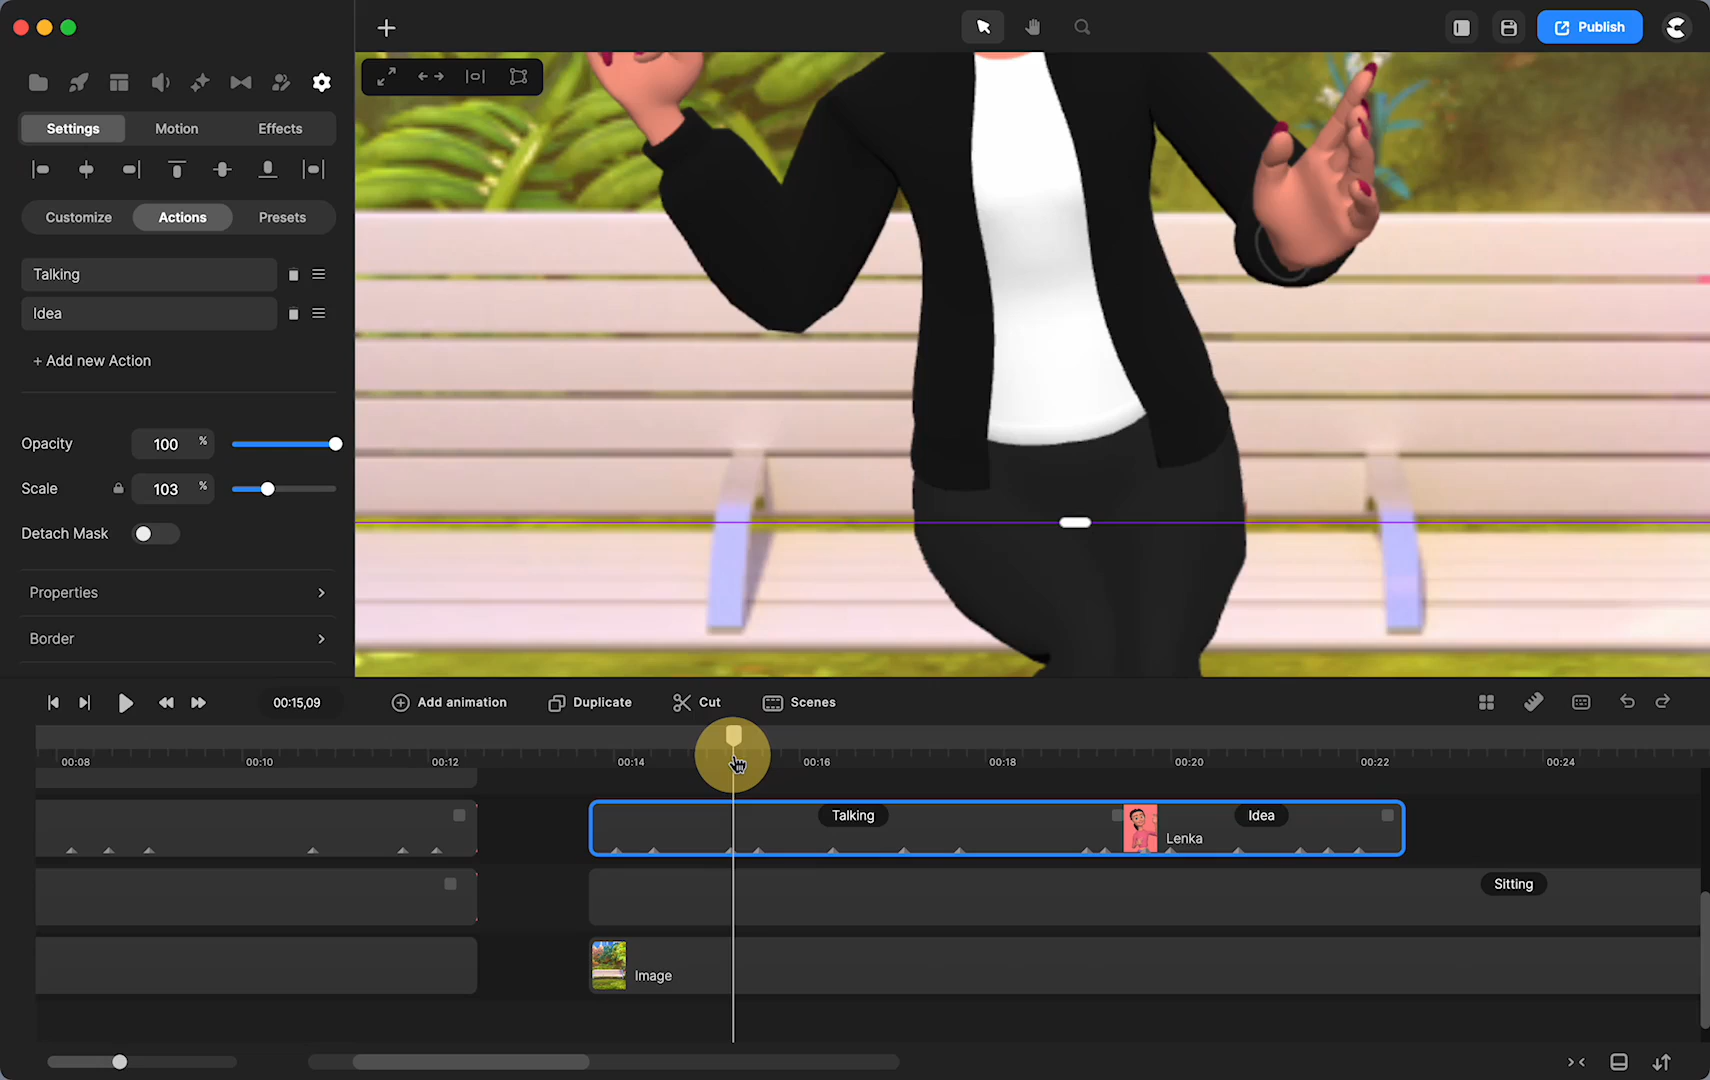 Publish
Settings
Motion
Effects
Customize
Actions
Presets
Talking
Idea
+ Add new Action
Opacity
100
%
Scale
103
%
Detach Mask
Properties
Border
00:15,09
Add animation
Duplicate
Cut
Scenes
00:08
00:10
00:12
00:14
00:16
00:18
00:20
00:22
00:24
Talking
Idea
Lenka
Sitting
Image